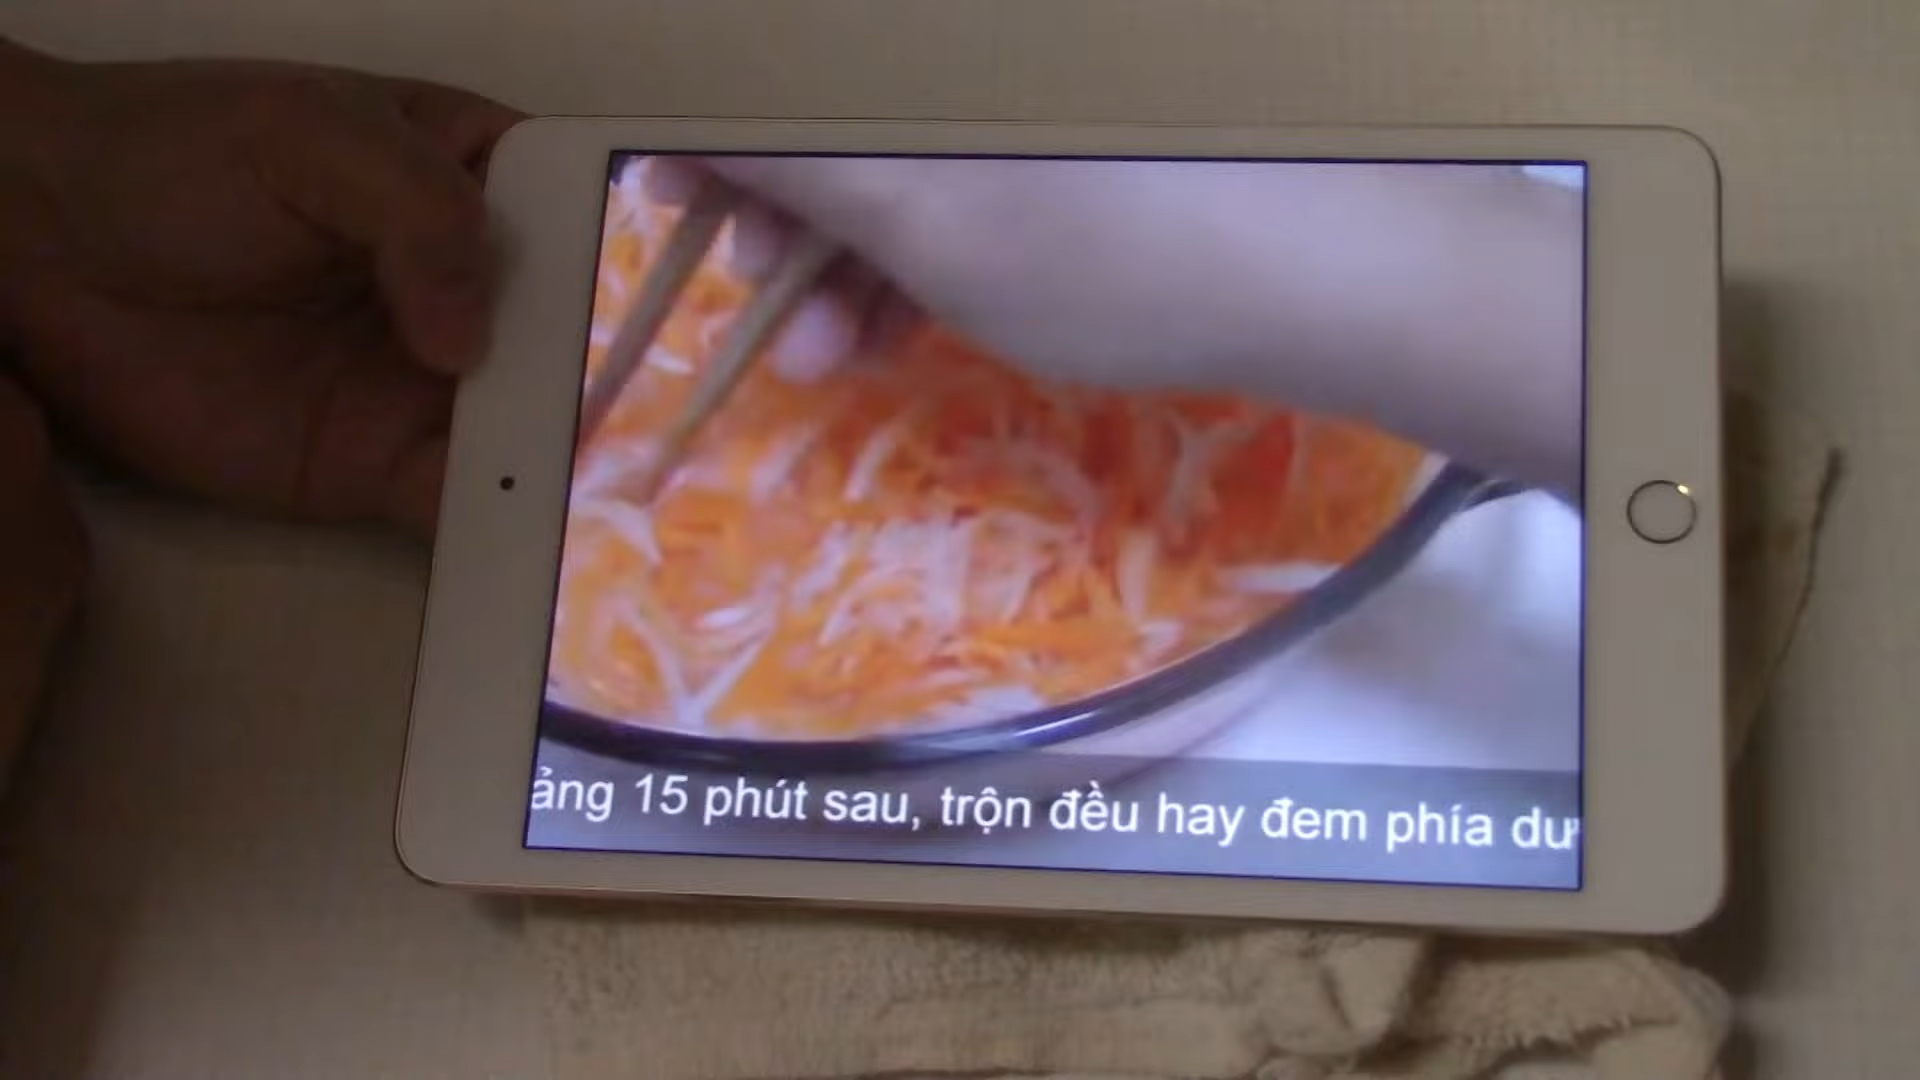 ảng 15 phút sau, trộn đều hay đem phía dư